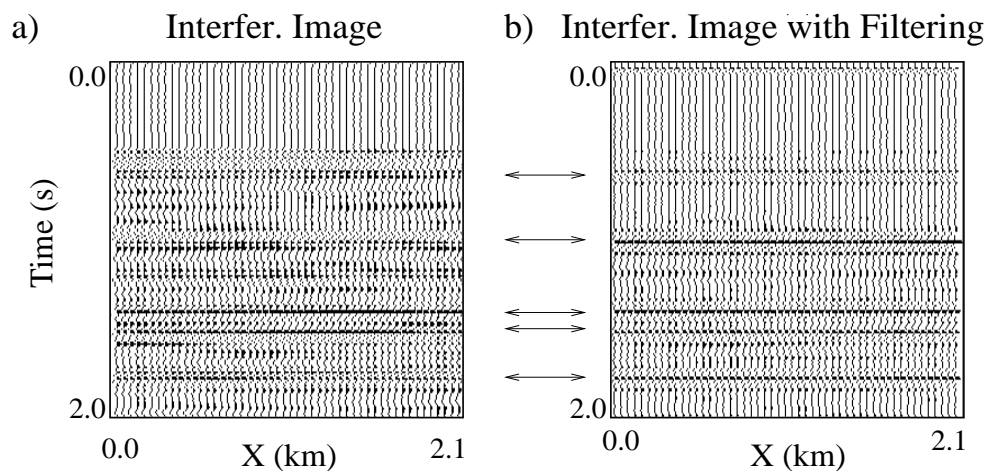 a) Interfer. Image
b) Interfer. Image with Filtering
0.0
0.0
Time (s)
2.0
2.0
0.0
X (km)
2.1
0.0
X (km)
2.1